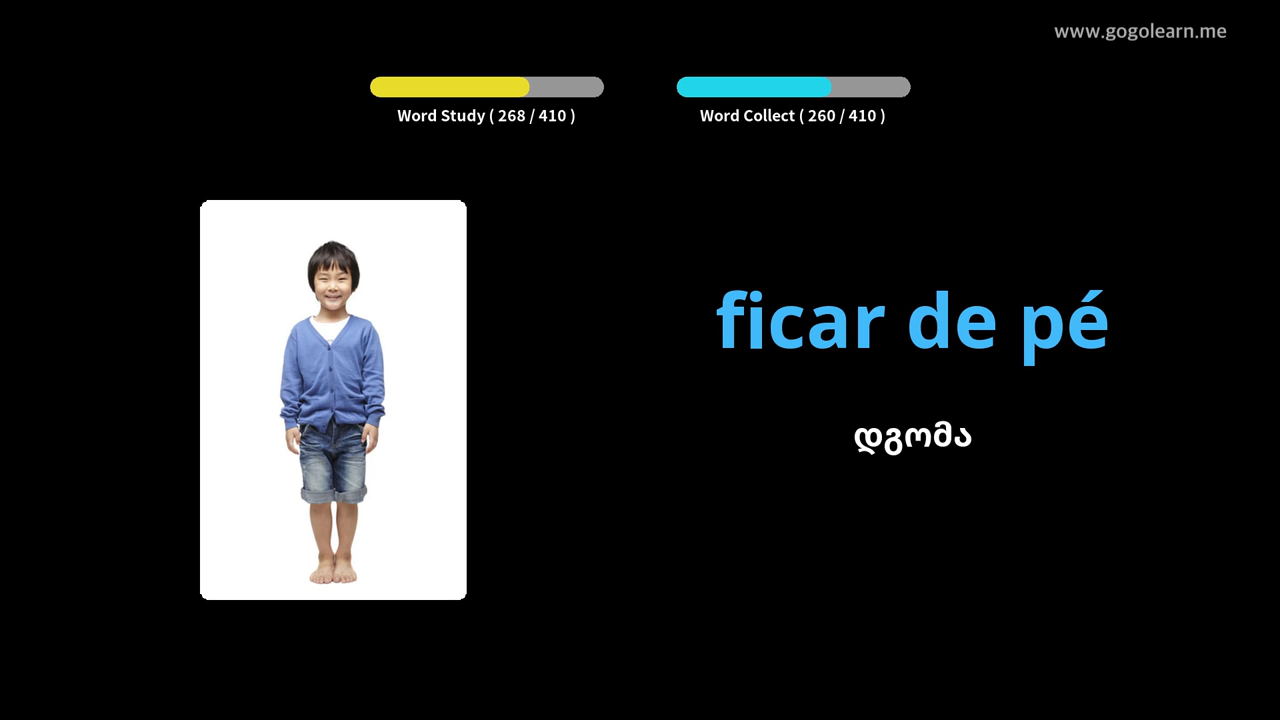 www.gogolearn.me
Word Study ( 268 / 410 )
Word Collect ( 260 / 410 )
ficar de pé
დგომა